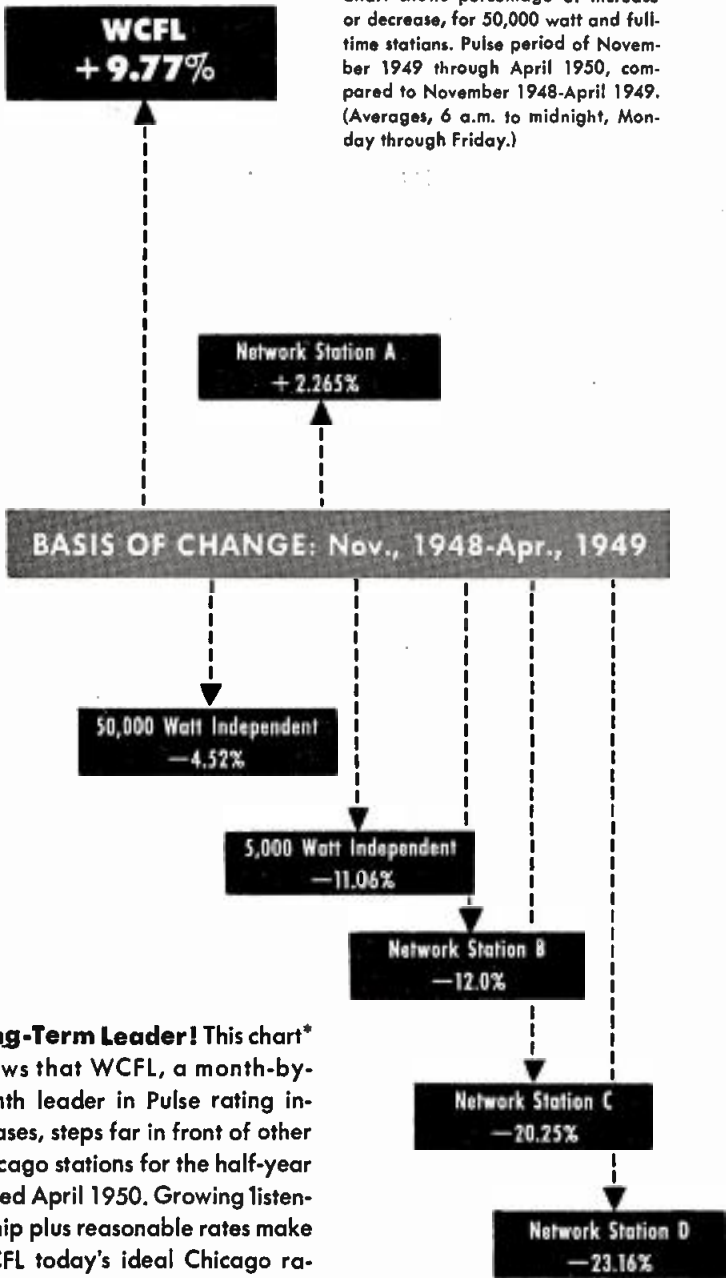 WCFL
+9.77%
or decrease, for 50,000 watt and full-
time stations. Pulse period of Novem-
ber 1949 through April 1950, com-
pared to November 1948-April 1949.
(Averages, 6 a.m. to midnight, Mon-
day through Friday.)
Network Station A
+2.265%
BASIS OF CHANGE: Nov., 1948-Apr., 1949
50,000 Watt Independent
—4.52%
5,000 Watt Independent
—11.06%
Network Station B
—12.0%
Network Station C
—20.25%
Network Station D
—23.16%
g-Term Leader! This chart*
ws that WCFL, a month-by-
nth leader in Pulse rating in-
ases, steps far in front of other
cago stations for the half-year
ed April 1950. Growing listen-
hip plus reasonable rates make
CFL today's ideal Chicago ra-